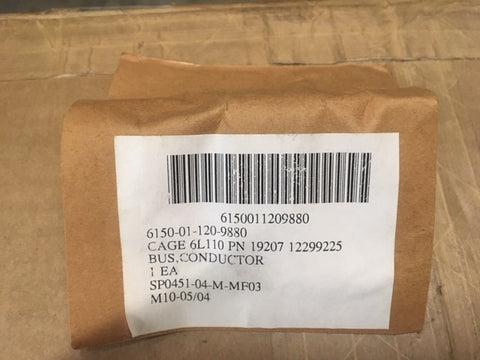 6150011209880
6150-01-120-9880
CAGE 6L110 PN 19207 12299225
BUS,CONDUCTOR
1 EA
SP0451-04-M-MF03
M10-05/04